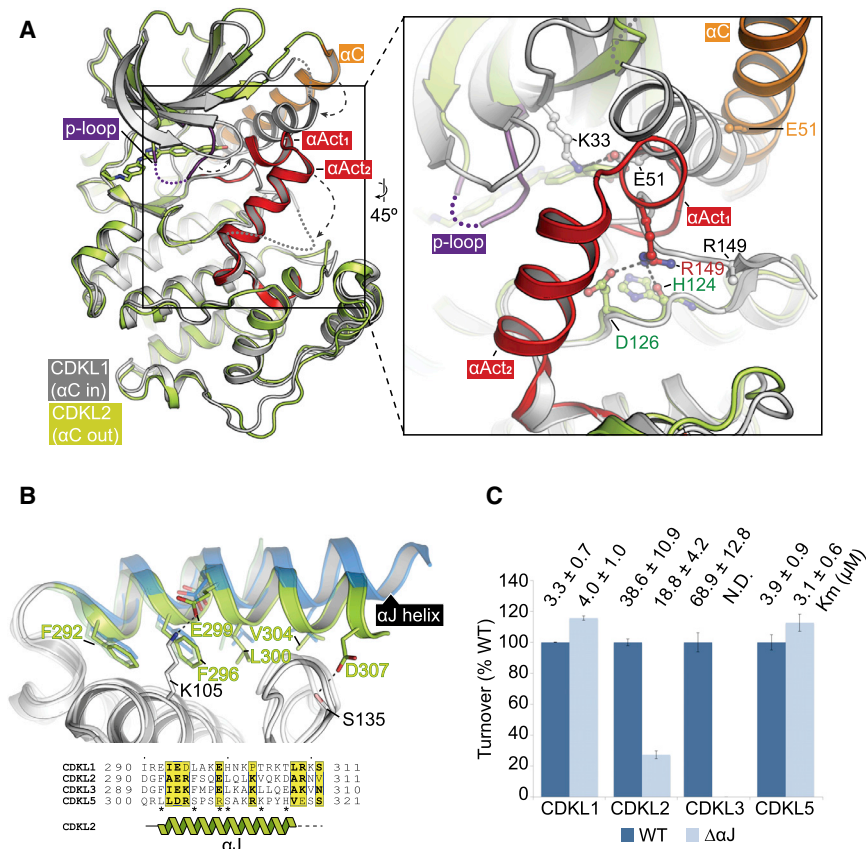 A
αC
p-loop
αAct₁
αAct₂
45°
CDKL1
(αC in)
CDKL2
(αC out)
αC
K33
E51
E51
αAct₁
p-loop
R149
R149
H124
D126
αAct₂
B
αJ helix
F292
E298
V304
L300
D307
F296
K105
S135
CDKL1 290 IREIEDLAKEHNKPTRKTLRKS 311
CDKL2 290 DGFAERFSQELQLKVQKDARNV 311
CDKL3 289 DGFIEKFMPELKAKLLQEAKVN 310
CDKL5 300 QRLLDRSPSRSAKRKPYHVESS 321
* * * * * *
CDKL2
αJ
C
3.3 ± 0.7
4.0 ± 1.0
38.6 ± 10.9
18.8 ± 4.2
68.9 ± 12.8
N.D.
3.9 ± 0.9
3.1 ± 0.6
Km (μM)
Turnover (% WT)
140
120
100
80
60
40
20
0
CDKL1 CDKL2 CDKL3 CDKL5
WT ΔαJ